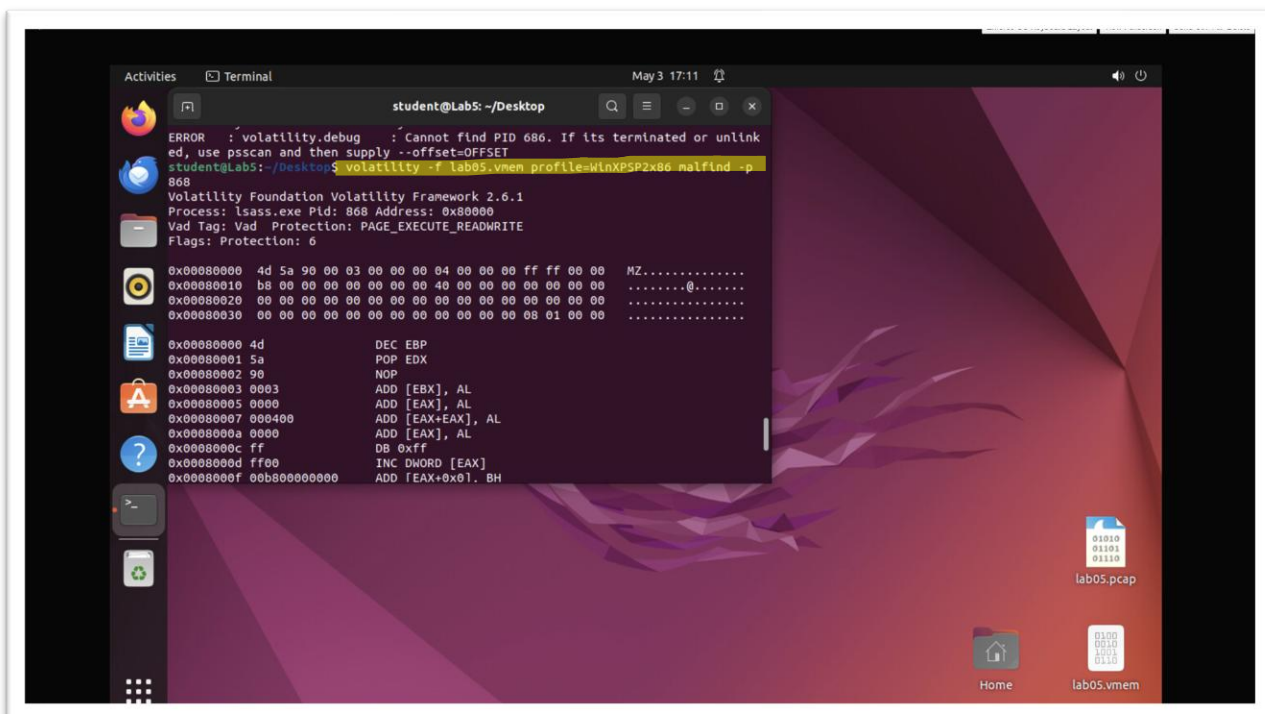 Activities Terminal May 3 17:11
student@Lab5: ~/Desktop
ERROR : volatility.debug : Cannot find PID 686. If its terminated or unlink
ed, use psscan and then supply --offset=OFFSET
student@Lab5:~/Desktop$ volatility -f lab05.vmem profile=WinXPSP2x86 malfind -p
868
Volatility Foundation Volatility Framework 2.6.1
Process: lsass.exe Pid: 868 Address: 0x80000
Vad Tag: Vad Protection: PAGE_EXECUTE_READWRITE
Flags: Protection: 6
0x00080000 4d 5a 90 00 03 00 00 00 04 00 00 00 ff ff 00 00 MZ..............
0x00080010 b8 00 00 00 00 00 00 00 40 00 00 00 00 00 00 00 ........@.......
0x00080020 00 00 00 00 00 00 00 00 00 00 00 00 00 00 00 00 ................
0x00080030 00 00 00 00 00 00 00 00 00 00 00 00 08 01 00 00 ................
0x00080000 4d DEC EBP
0x00080001 5a POP EDX
0x00080002 90 NOP
0x00080003 0003 ADD [EBX], AL
0x00080005 0000 ADD [EAX], AL
0x00080007 000400 ADD [EAX+EAX], AL
0x0008000a 0000 ADD [EAX], AL
0x0008000c ff DB 0xff
0x0008000d ff00 INC DWORD [EAX]
0x0008000f 00b800000000 ADD [EAX+0x0], BH
01010
01101
01110
lab05.pcap
0100
0010
1001
0110
Home lab05.vmem